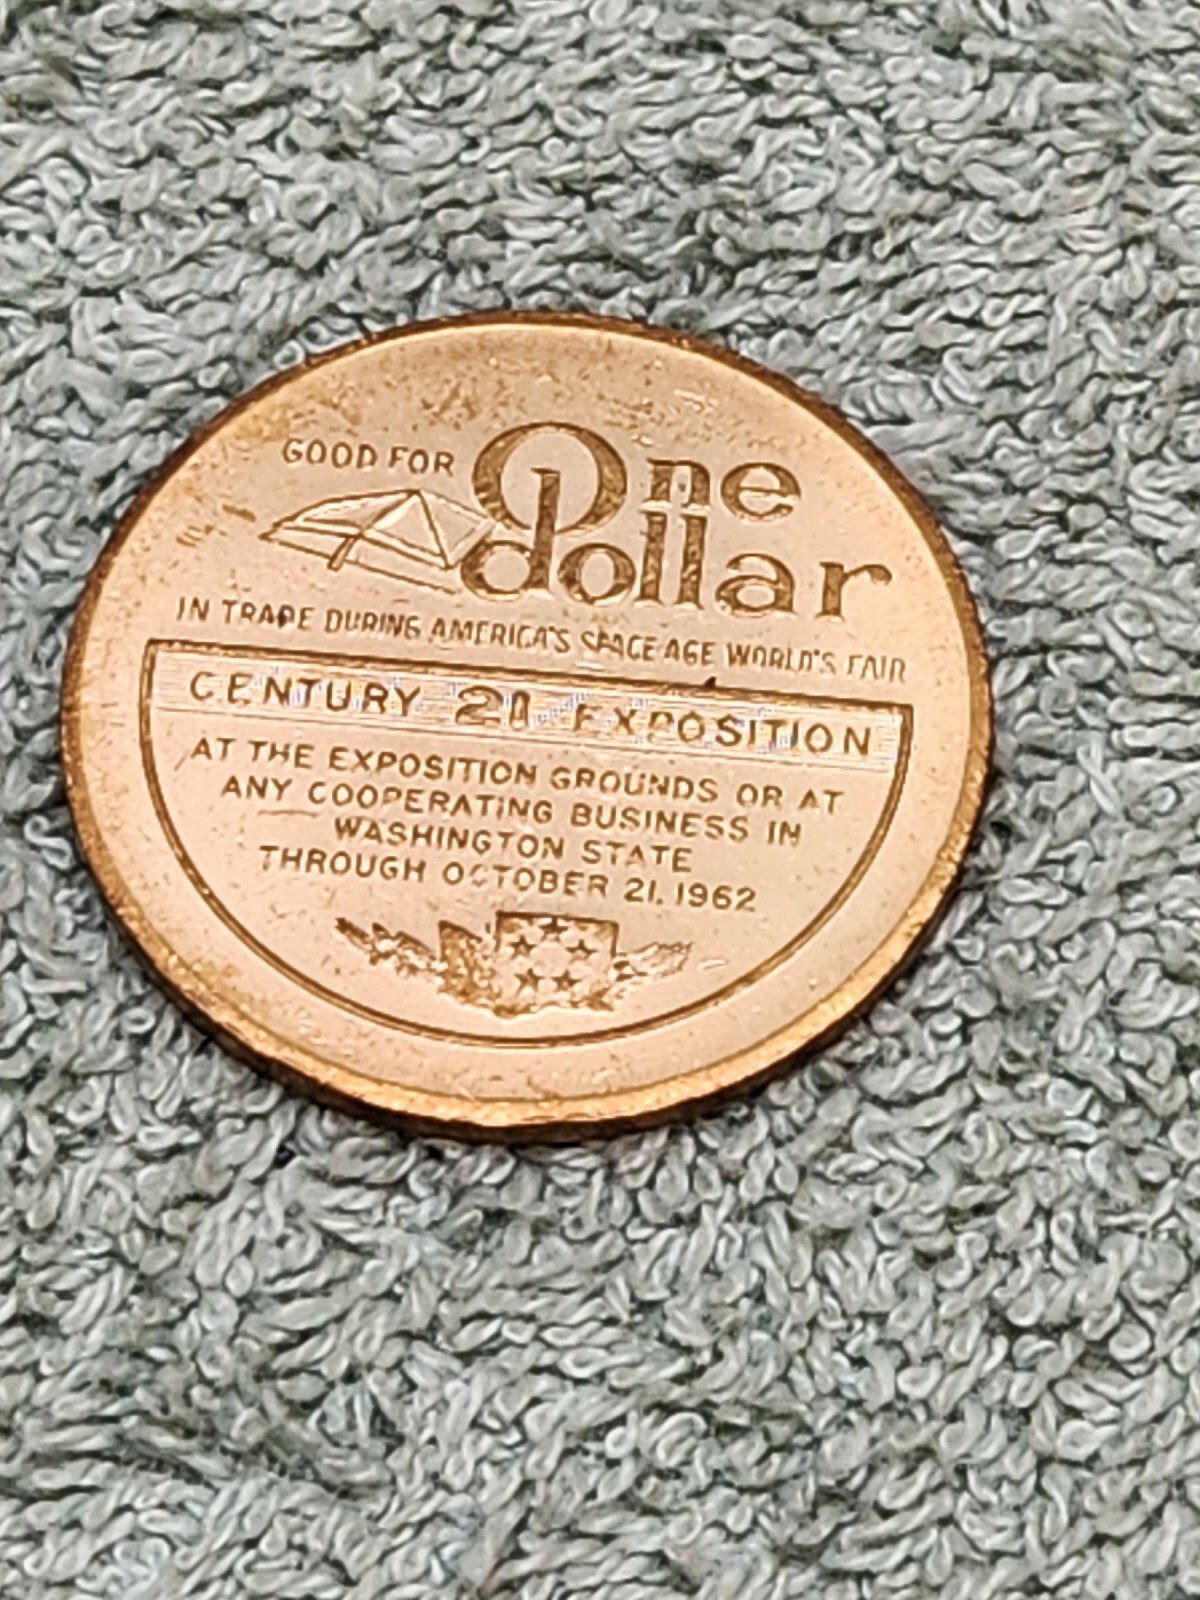 GOOD FOR One
dollar
IN TRADE DURING AMERICA'S SPACE AGE WORLD'S FAIR
CENTURY 21 EXPOSITION
AT THE EXPOSITION GROUNDS OR AT
ANY COOPERATING BUSINESS IN
WASHINGTON STATE
THROUGH OCTOBER 21, 1962